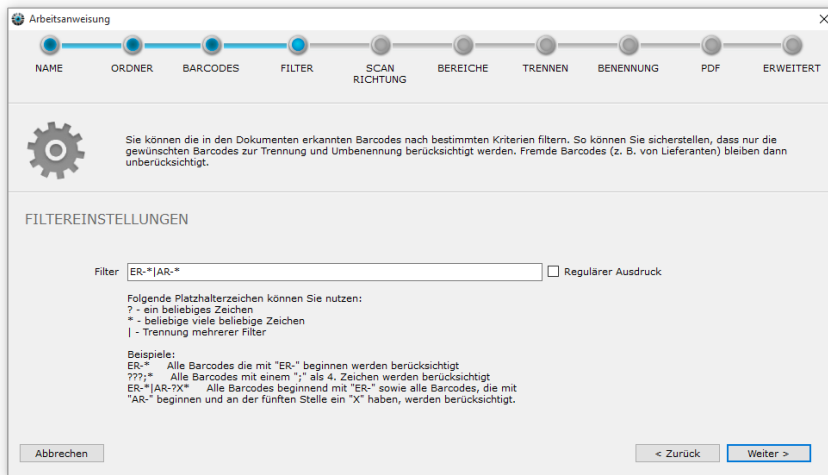 Arbeitsanweisung
NAME
ORDNER
BARCODES
FILTER
SCAN
RICHTUNG
BEREICHE
TRENNEN
BENENNUNG
PDF
ERWEITERT
Sie können die in den Dokumenten erkannten Barcodes nach bestimmten Kriterien filtern. So können Sie sicherstellen, dass nur die
gewünschten Barcodes zur Trennung und Umbenennung berücksichtigt werden. Fremde Barcodes (z. B. von Lieferanten) bleiben dann
unberücksichtigt.
FILTEREINSTELLUNGEN
Filter ER-*|AR-* Regulärer Ausdruck
Folgende Platzhalterzeichen können Sie nutzen:
? - ein beliebiges Zeichen
* - beliebige viele beliebige Zeichen
| - Trennung mehrerer Filter
Beispiele:
ER-* Alle Barcodes die mit "ER-" beginnen werden berücksichtigt
???;* Alle Barcodes mit einem ";" als 4. Zeichen werden berücksichtigt
ER-*|AR-?X* Alle Barcodes beginnend mit "ER-" sowie alle Barcodes, die mit
"AR-" beginnen und an der fünften Stelle ein "X" haben, werden berücksichtigt.
Abbrechen
< Zurück
Weiter >